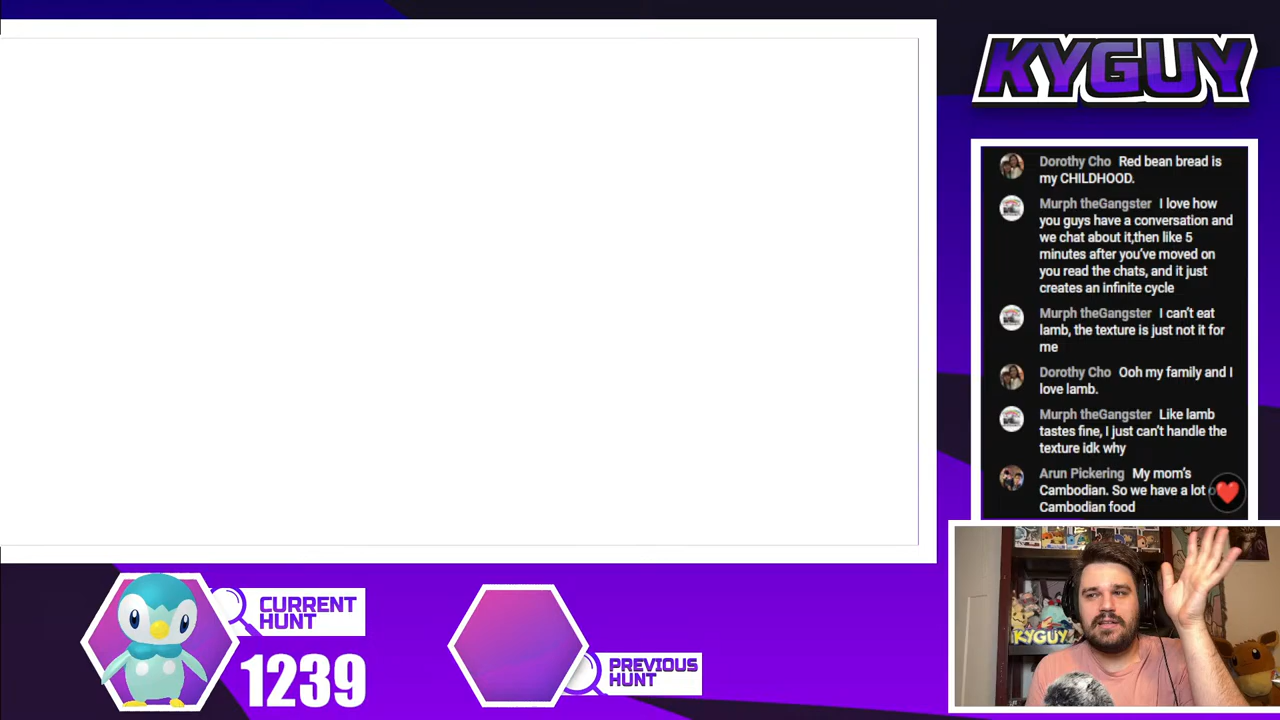 KYGUY
Dorothy Cho Red bean bread is
my CHILDHOOD.
Murph theGangster I love how
you guys have a conversation and
we chat about it,then like 5
minutes after you've moved on
you read the chats, and it just
creates an infinite cycle
Murph theGangster I can't eat
lamb, the texture is just not it for
me
Dorothy Cho Ooh my family and I
love lamb.
Murph theGangster Like lamb
tastes fine, I just can't handle the
texture idk why
Arun Pickering My mom's
Cambodian. So we have a lot
Cambodian food
KYGUY
CURRENT
HUNT
1239
PREVIOUS
HUNT